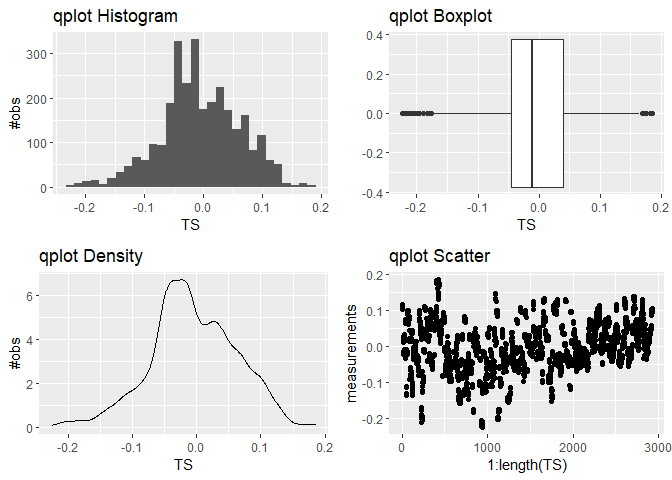 qplot Histogram
#obs
300
200
100
0
-0.2 -0.1 0.0 0.1 0.2
TS
qplot Boxplot
0.4
0.2
0.0
-0.2
-0.4
-0.2 -0.1 0.0 0.1 0.2
TS
qplot Density
#obs
6
4
2
0
-0.2 -0.1 0.0 0.1 0.2
TS
qplot Scatter
measurements
0.2
0.1
0.0
-0.1
-0.2
0 1000 2000 3000
1:length(TS)